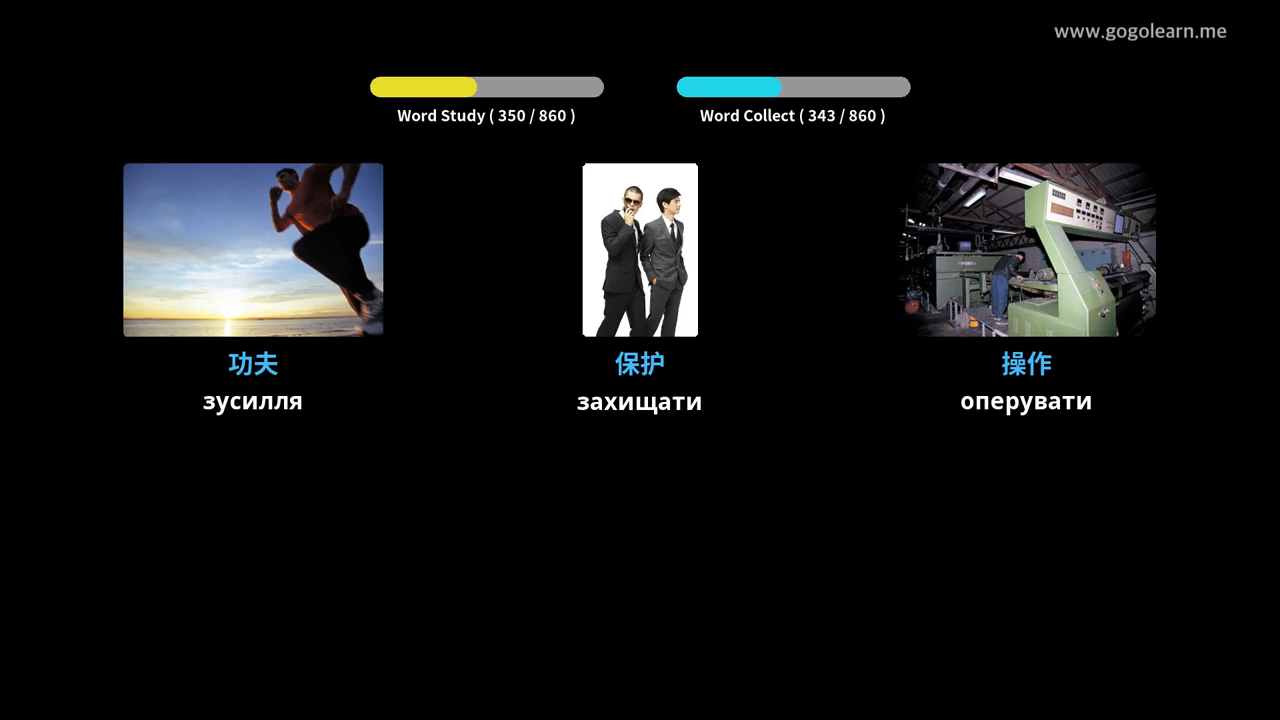 www.gogolearn.me
Word Study ( 350 / 860 )
Word Collect ( 343 / 860 )
功夫
保护
操作
зусилля
захищати
оперувати